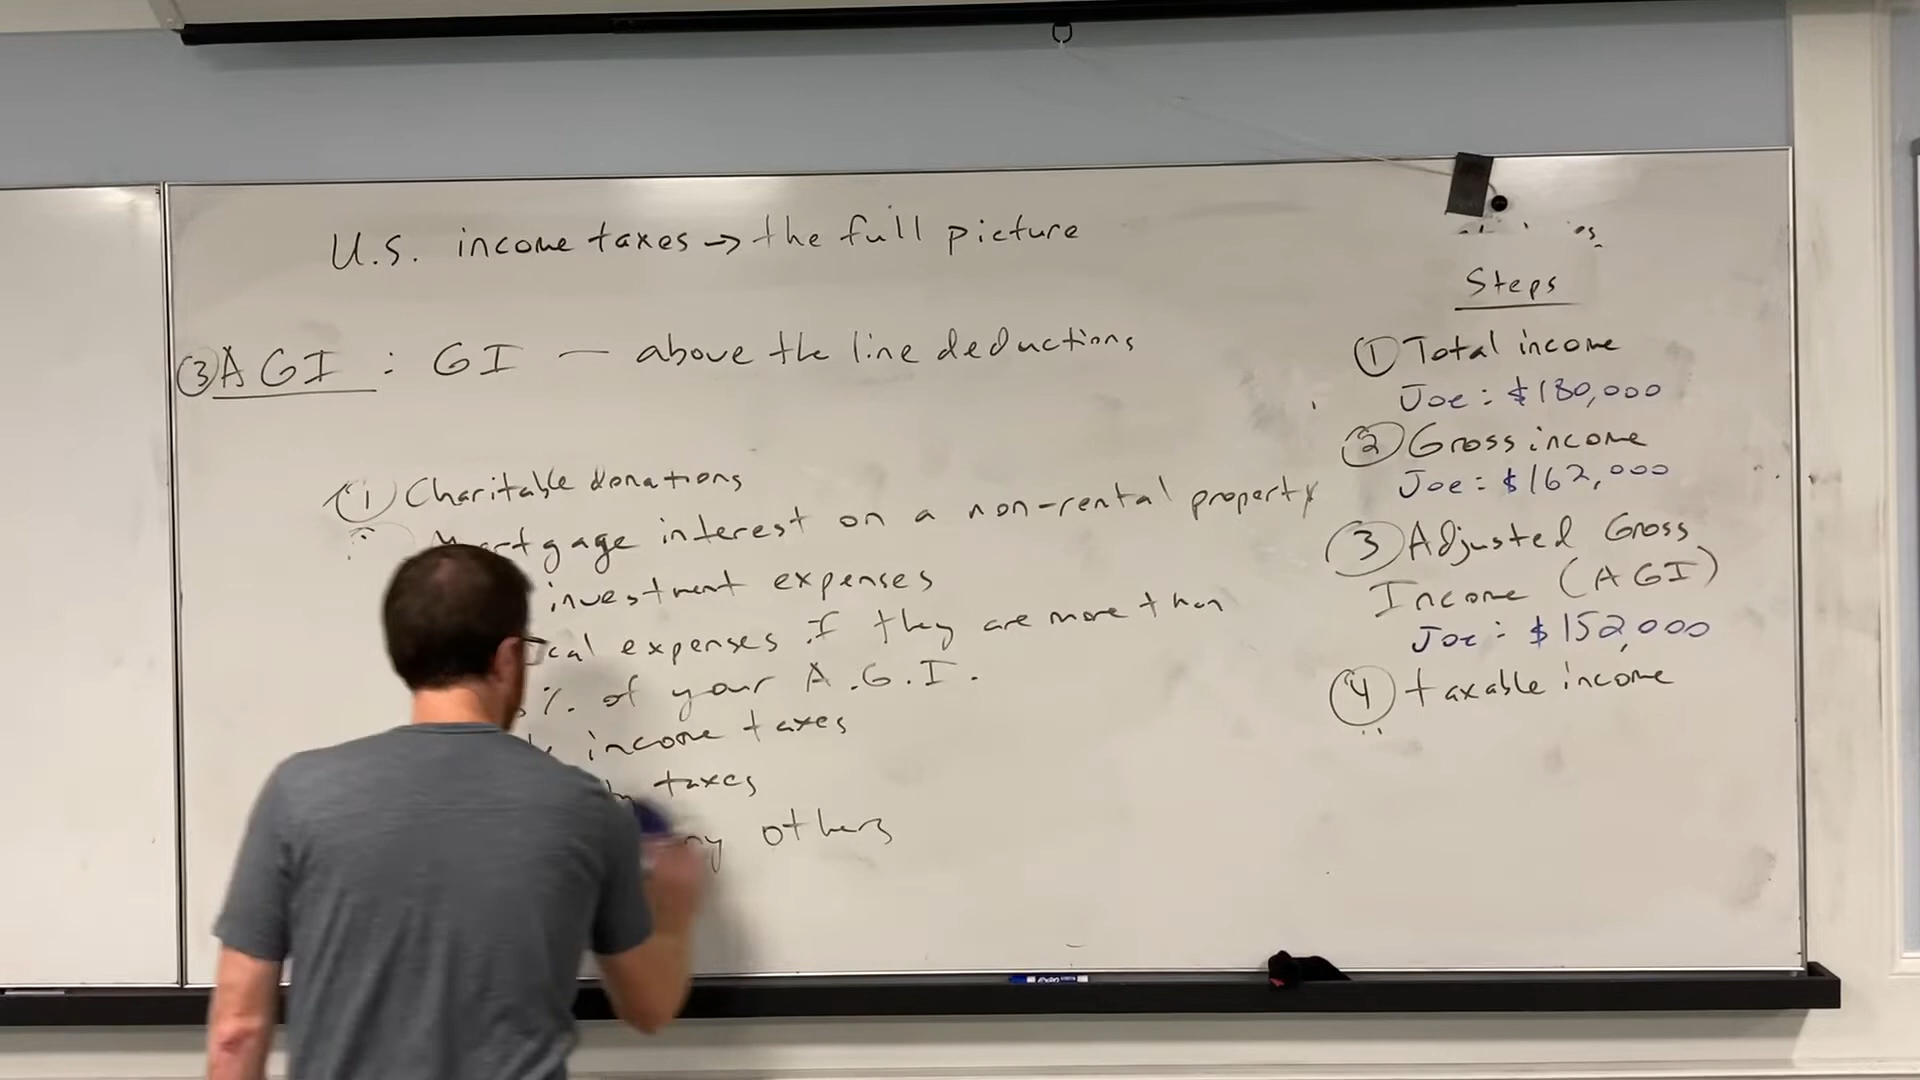 U.S. income taxes → the full picture
③ AGI : GI — above the line deductions
① Charitable donations
Mortgage interest on a non-rental property
investment expenses
expenses if they are more than
% of your A.G.I.
income taxes
taxes
others
Steps
① Total income
Joe: $180,000
② Gross income
Joe: $162,000
③ Adjusted Gross
Income (AGI)
Joe: $152,000
④ taxable income
EXPO